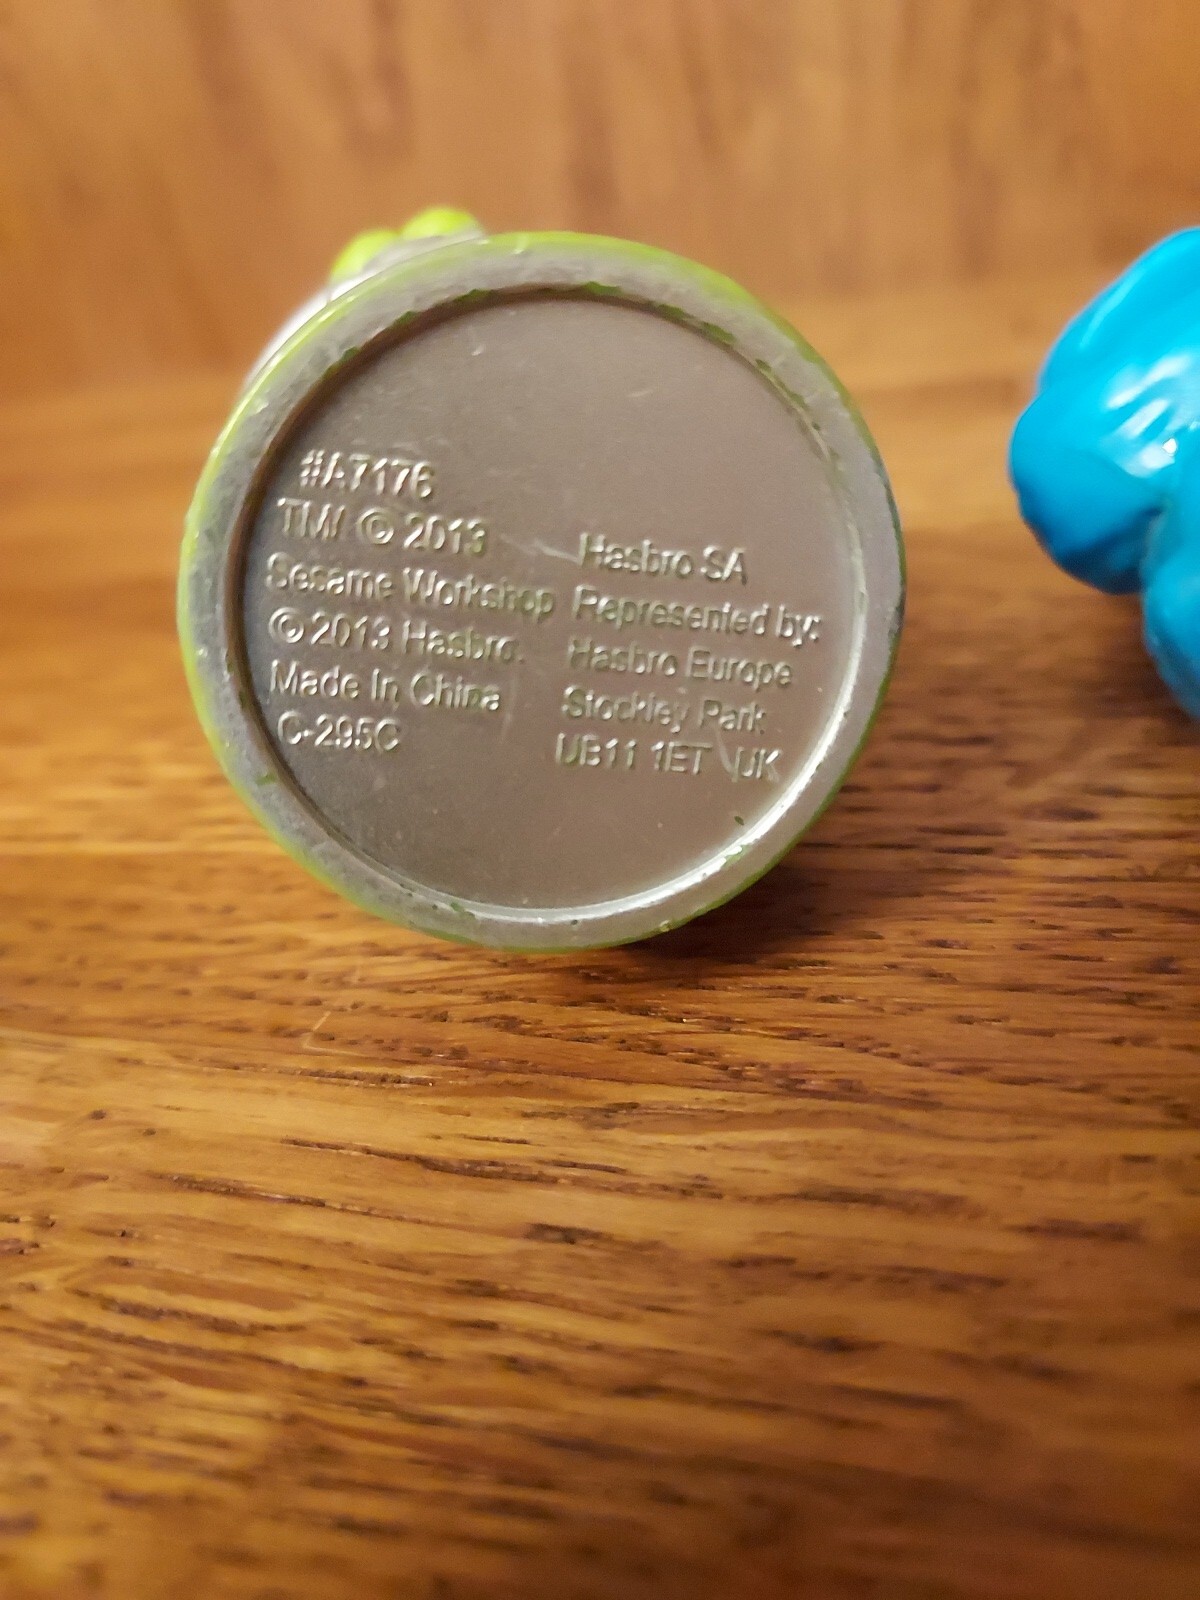 #A7176
TM/ © 2013
Sesame Workshop
© 2013 Hasbro.
Made In China
C-295C
Hasbro SA
Represented by:
Hasbro Europe
Stockley Park
UB11 1ET UK